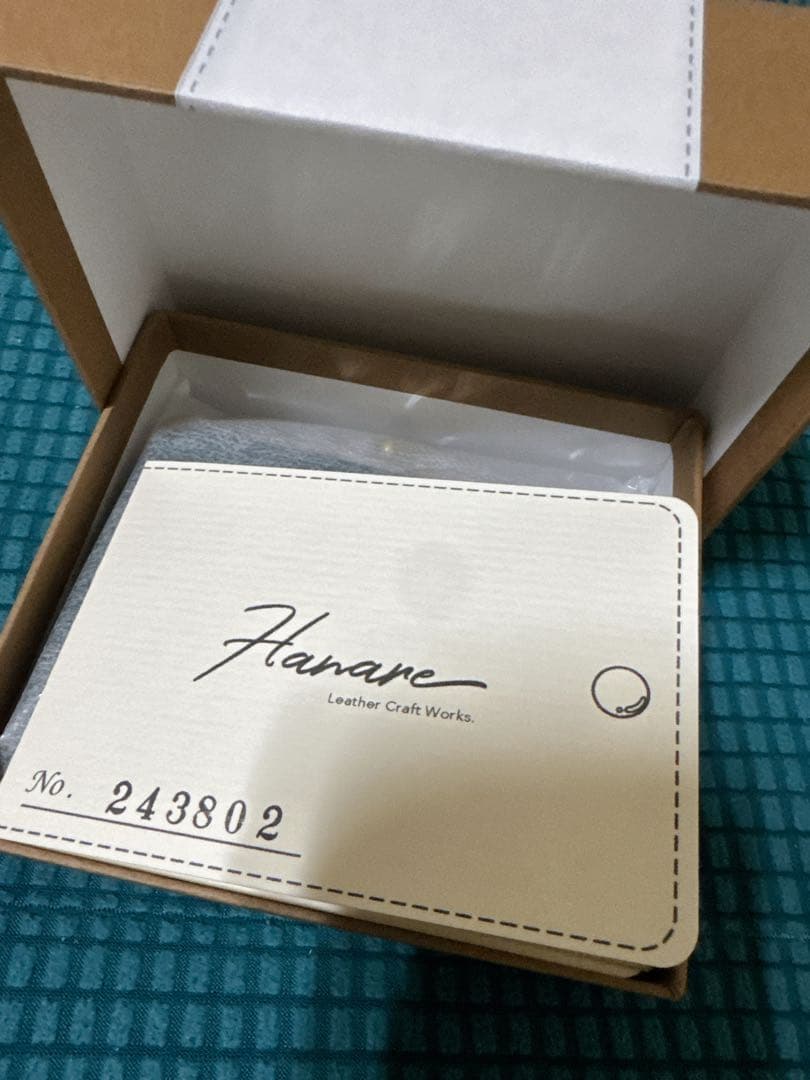 Hanare
Leather Craft Works.
No. 243802